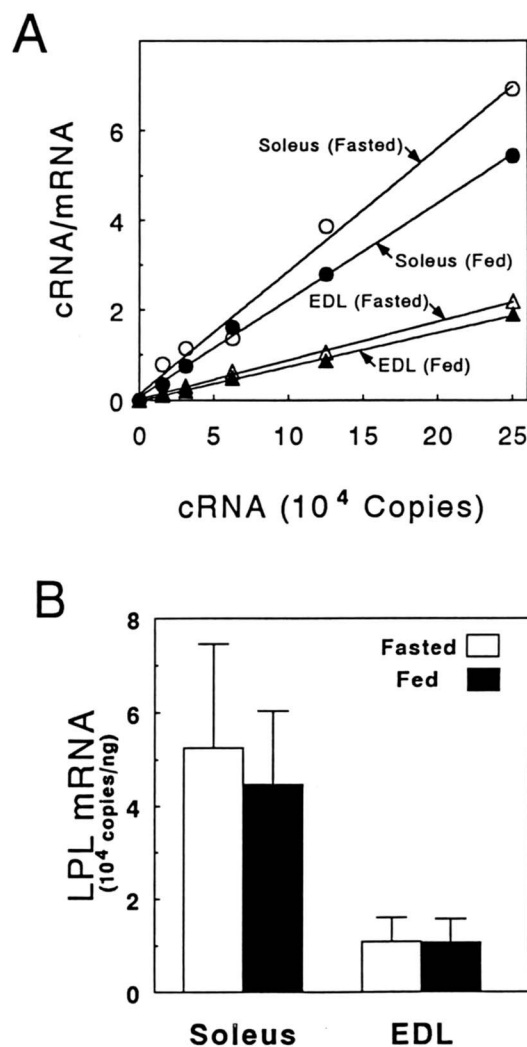 A
cRNA/mRNA
6
4
2
0
Soleus (Fasted)
Soleus (Fed)
EDL (Fasted)
EDL (Fed)
0 5 10 15 20 25
cRNA (10⁴ Copies)
B
LPL mRNA
(10⁴ copies/ng)
8
6
4
2
0
Fasted
Fed
Soleus EDL